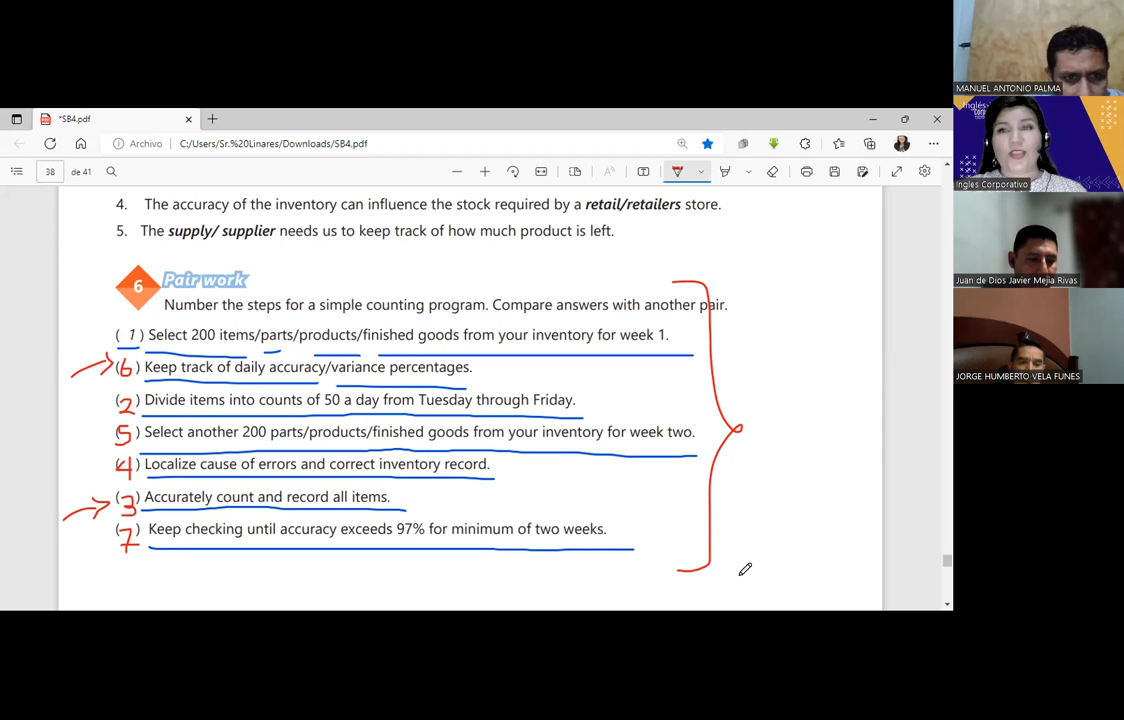 *SB4.pdf
Archivo
C:/Users/Sr.%20Linares/Downloads/SB4.pdf
38 de 41
4. The accuracy of the inventory can influence the stock required by a retail/retailers store.
5. The supply/ supplier needs us to keep track of how much product is left.
6 Pair work
Number the steps for a simple counting program. Compare answers with another pair.
( 1 ) Select 200 items/parts/products/finished goods from your inventory for week 1.
(6) Keep track of daily accuracy/variance percentages.
(2) Divide items into counts of 50 a day from Tuesday through Friday.
(5) Select another 200 parts/products/finished goods from your inventory for week two.
(4) Localize cause of errors and correct inventory record.
(3) Accurately count and record all items.
(7) Keep checking until accuracy exceeds 97% for minimum of two weeks.
MANUEL ANTONIO PALMA
Ingles Corporativo
Juan de Dios Javier Mejia Rivas
JORGE HUMBERTO VELA FUNES